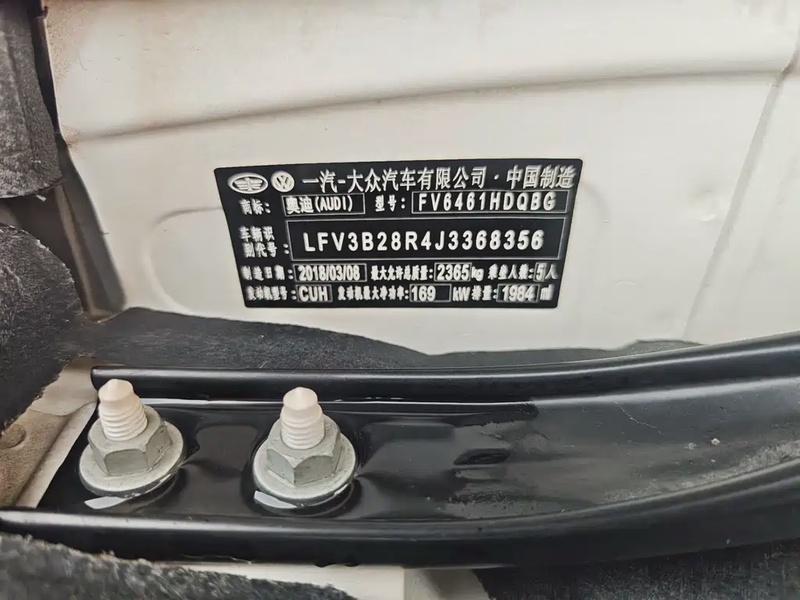 一汽-大众汽车有限公司·中国制造
商标: 奥迪(AUDI) 型号: FV6461HDQBG
车辆识别代号: LFV3B28R4J3368356
制造日期: 2018/03/08 最大允许总质量: 2365kg 乘坐人数: 5人
发动机型号: CUH 发动机最大净功率: 169 kW 排量: 1984 ml